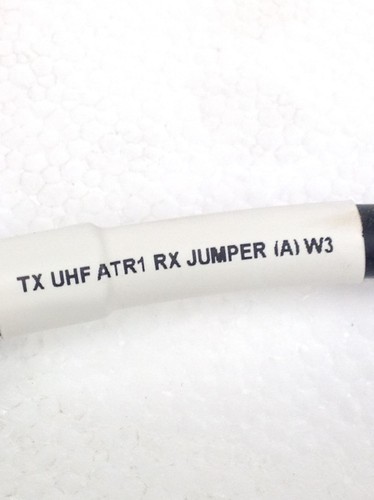 TX UHF ATR1 RX JUMPER (A) W3